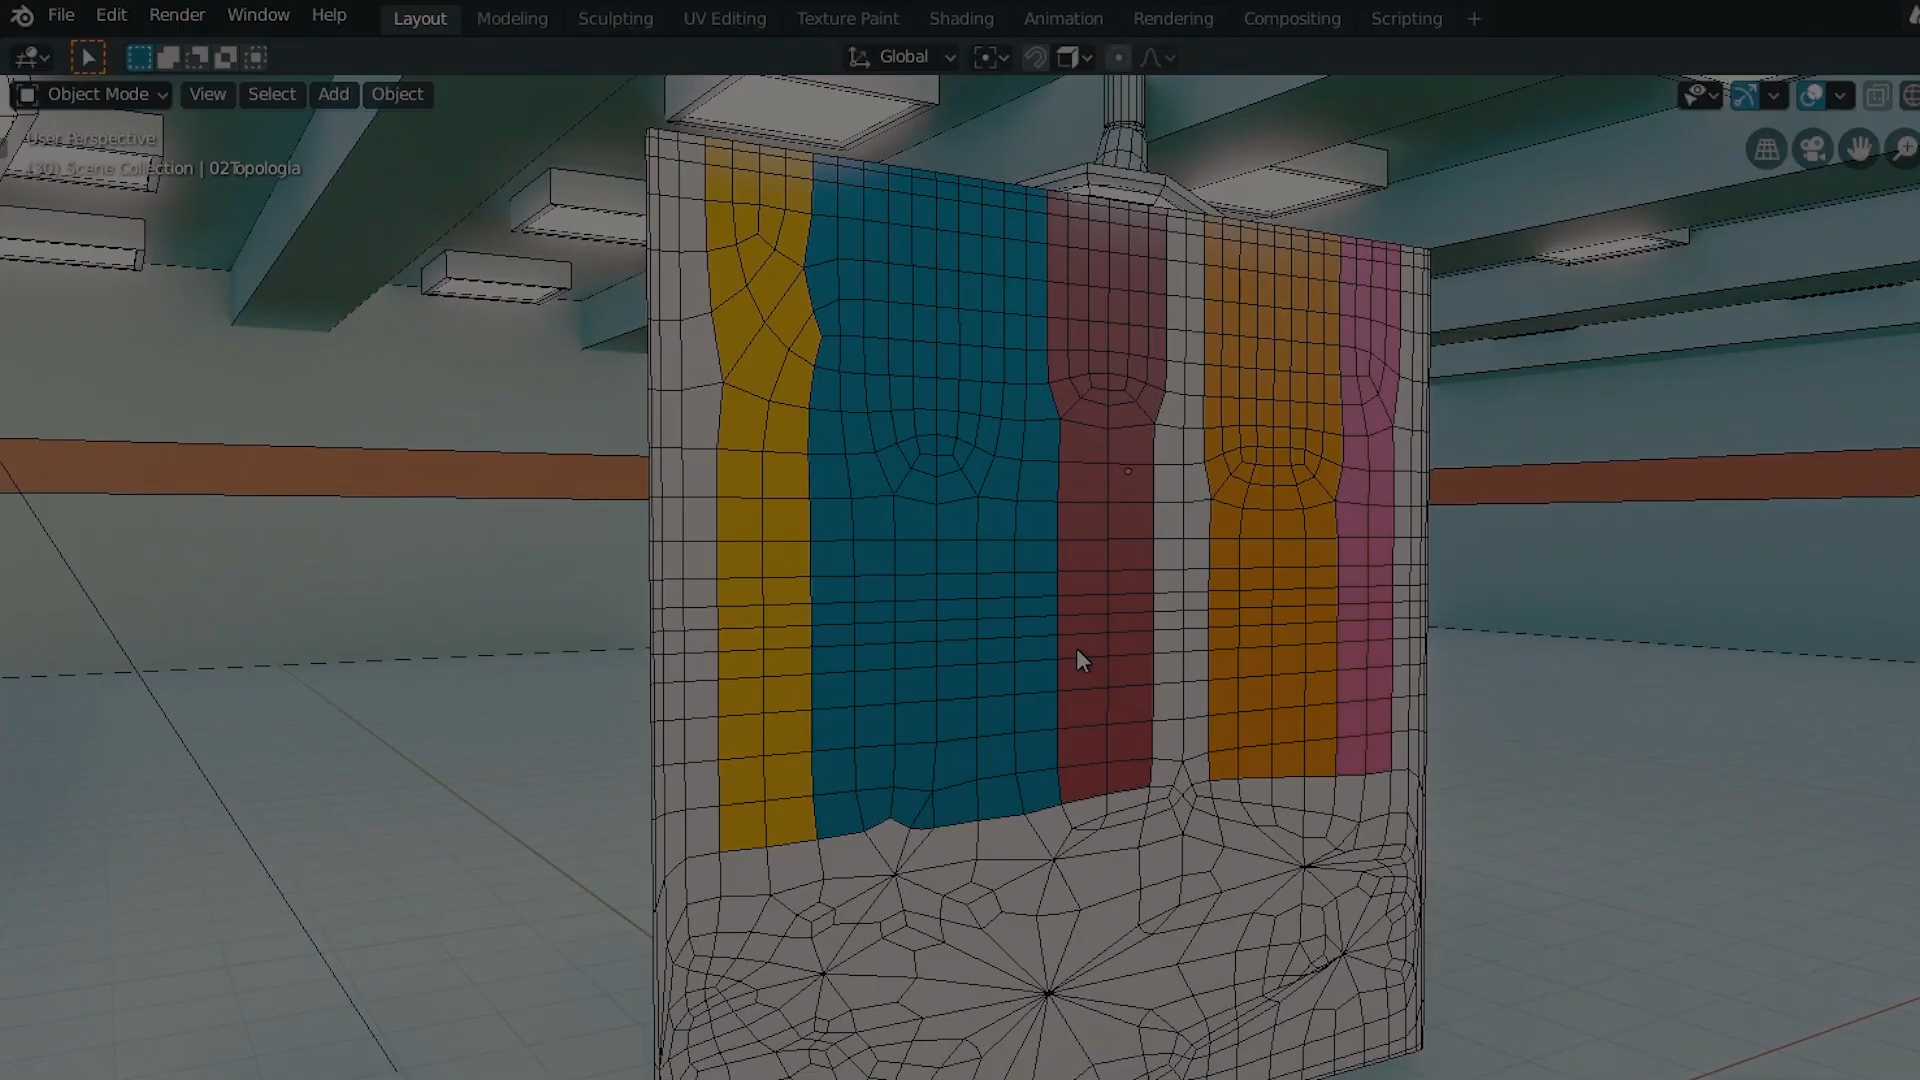 File Edit Render Window Help Layout Modeling Sculpting UV Editing Texture Paint Shading Animation Rendering Compositing Scripting +
Global
Object Mode View Select Add Object
User Perspective
(30) Scene Collection | 02Topologia